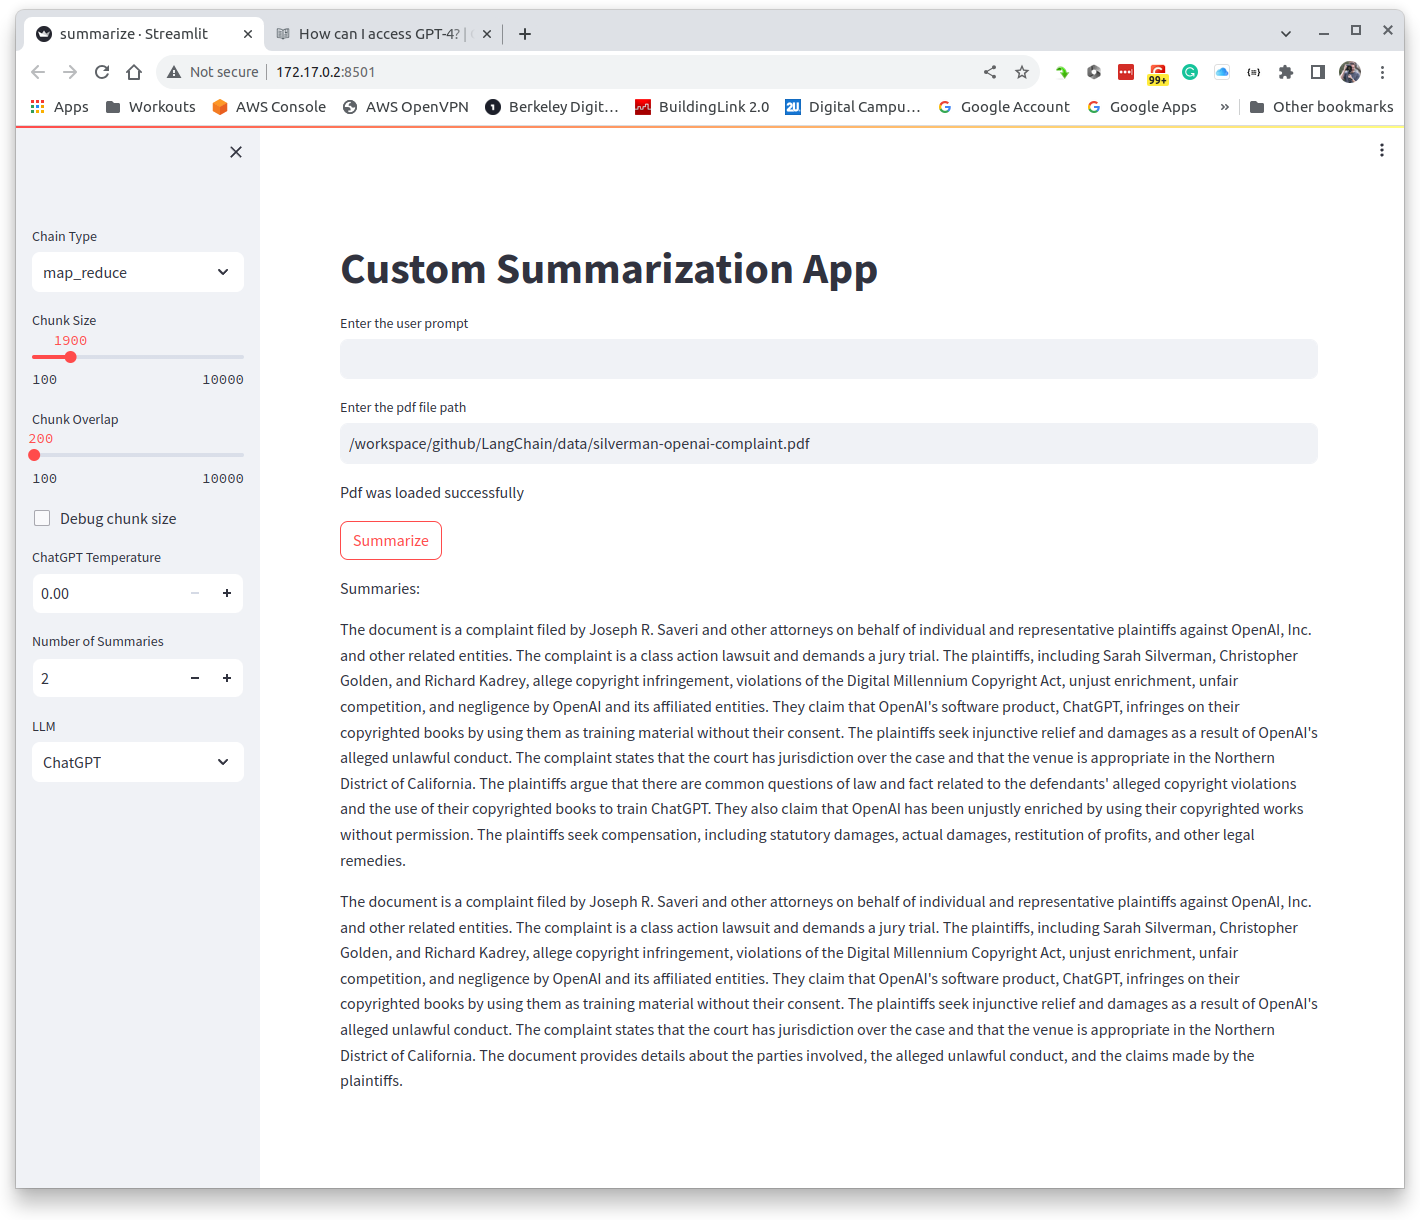 summarize · Streamlit
How can I access GPT-4? |
Not secure
172.17.0.2:8501
99+
Apps
Workouts
AWS Console
AWS OpenVPN
Berkeley Digit…
BuildingLink 2.0
Digital Campu…
Google Account
Google Apps
»
Other bookmarks
Chain Type
map_reduce
Chunk Size
1900
100 10000
Chunk Overlap
200
100 10000
Debug chunk size
ChatGPT Temperature
0.00
Number of Summaries
2
LLM
ChatGPT
Custom Summarization App
Enter the user prompt
Enter the pdf file path
/workspace/github/LangChain/data/silverman-openai-complaint.pdf
Pdf was loaded successfully
Summarize
Summaries:
The document is a complaint filed by Joseph R. Saveri and other attorneys on behalf of individual and representative plaintiffs against OpenAI, Inc.
and other related entities. The complaint is a class action lawsuit and demands a jury trial. The plaintiffs, including Sarah Silverman, Christopher
Golden, and Richard Kadrey, allege copyright infringement, violations of the Digital Millennium Copyright Act, unjust enrichment, unfair
competition, and negligence by OpenAI and its affiliated entities. They claim that OpenAI's software product, ChatGPT, infringes on their
copyrighted books by using them as training material without their consent. The plaintiffs seek injunctive relief and damages as a result of OpenAI's
alleged unlawful conduct. The complaint states that the court has jurisdiction over the case and that the venue is appropriate in the Northern
District of California. The plaintiffs argue that there are common questions of law and fact related to the defendants' alleged copyright violations
and the use of their copyrighted books to train ChatGPT. They also claim that OpenAI has been unjustly enriched by using their copyrighted works
without permission. The plaintiffs seek compensation, including statutory damages, actual damages, restitution of profits, and other legal
remedies.
The document is a complaint filed by Joseph R. Saveri and other attorneys on behalf of individual and representative plaintiffs against OpenAI, Inc.
and other related entities. The complaint is a class action lawsuit and demands a jury trial. The plaintiffs, including Sarah Silverman, Christopher
Golden, and Richard Kadrey, allege copyright infringement, violations of the Digital Millennium Copyright Act, unjust enrichment, unfair
competition, and negligence by OpenAI and its affiliated entities. They claim that OpenAI's software product, ChatGPT, infringes on their
copyrighted books by using them as training material without their consent. The plaintiffs seek injunctive relief and damages as a result of OpenAI's
alleged unlawful conduct. The complaint states that the court has jurisdiction over the case and that the venue is appropriate in the Northern
District of California. The document provides details about the parties involved, the alleged unlawful conduct, and the claims made by the
plaintiffs.